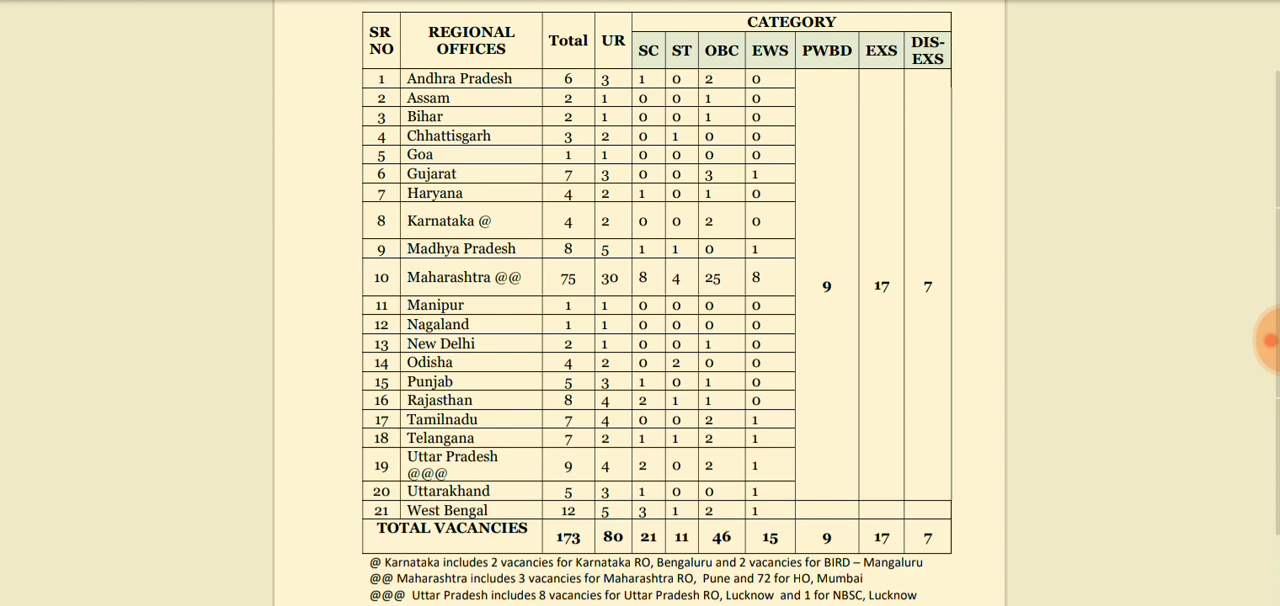 CATEGORY
SR NO REGIONAL OFFICES Total UR SC ST OBC EWS PWBD EXS DIS-EXS
1 Andhra Pradesh 6 3 1 0 2 0
2 Assam 2 1 0 0 1 0
3 Bihar 2 1 0 0 1 0
4 Chhattisgarh 3 2 0 1 0 0
5 Goa 1 1 0 0 0 0
6 Gujarat 7 3 0 0 3 1
7 Haryana 4 2 1 0 1 0
8 Karnataka @ 4 2 0 0 2 0
9 Madhya Pradesh 8 5 1 1 0 1
10 Maharashtra @@ 75 30 8 4 25 8
9 17 7
11 Manipur 1 1 0 0 0 0
12 Nagaland 1 1 0 0 0 0
13 New Delhi 2 1 0 0 1 0
14 Odisha 4 2 0 2 0 0
15 Punjab 5 3 1 0 1 0
16 Rajasthan 8 4 2 1 1 0
17 Tamilnadu 7 4 0 0 2 1
18 Telangana 7 2 1 1 2 1
19 Uttar Pradesh @@@ 9 4 2 0 2 1
20 Uttarakhand 5 3 1 0 0 1
21 West Bengal 12 5 3 1 2 1
TOTAL VACANCIES 173 80 21 11 46 15 9 17 7
@ Karnataka includes 2 vacancies for Karnataka RO, Bengaluru and 2 vacancies for BIRD – Mangaluru
@@ Maharashtra includes 3 vacancies for Maharashtra RO, Pune and 72 for HO, Mumbai
@@@ Uttar Pradesh includes 8 vacancies for Uttar Pradesh RO, Lucknow and 1 for NBSC, Lucknow